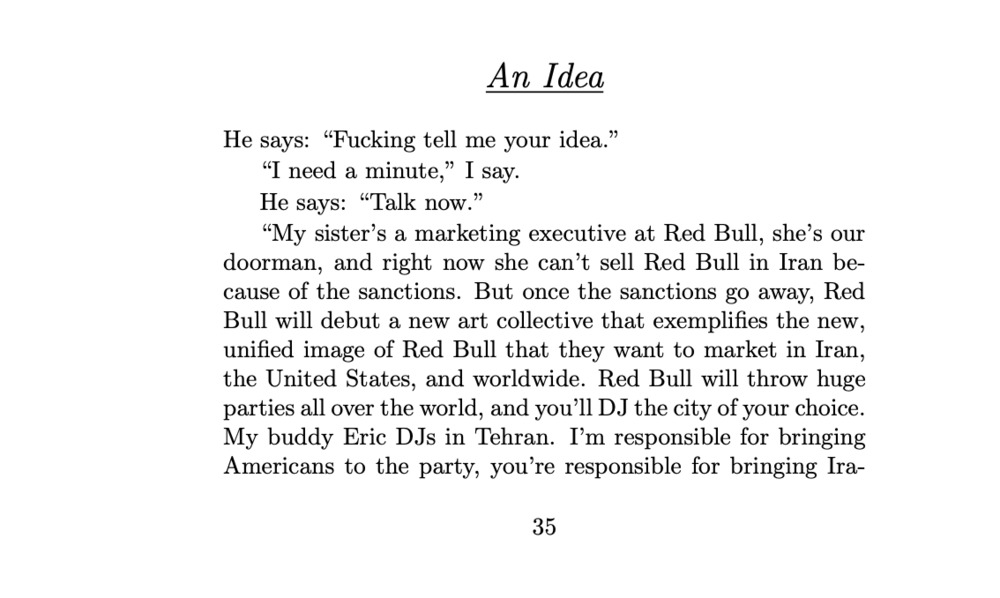 An Idea
He says: “Fucking tell me your idea.”
“I need a minute,” I say.
He says: “Talk now.”
“My sister’s a marketing executive at Red Bull, she’s our
doorman, and right now she can’t sell Red Bull in Iran be-
cause of the sanctions. But once the sanctions go away, Red
Bull will debut a new art collective that exemplifies the new,
unified image of Red Bull that they want to market in Iran,
the United States, and worldwide. Red Bull will throw huge
parties all over the world, and you’ll DJ the city of your choice.
My buddy Eric DJs in Tehran. I’m responsible for bringing
Americans to the party, you’re responsible for bringing Ira-
35